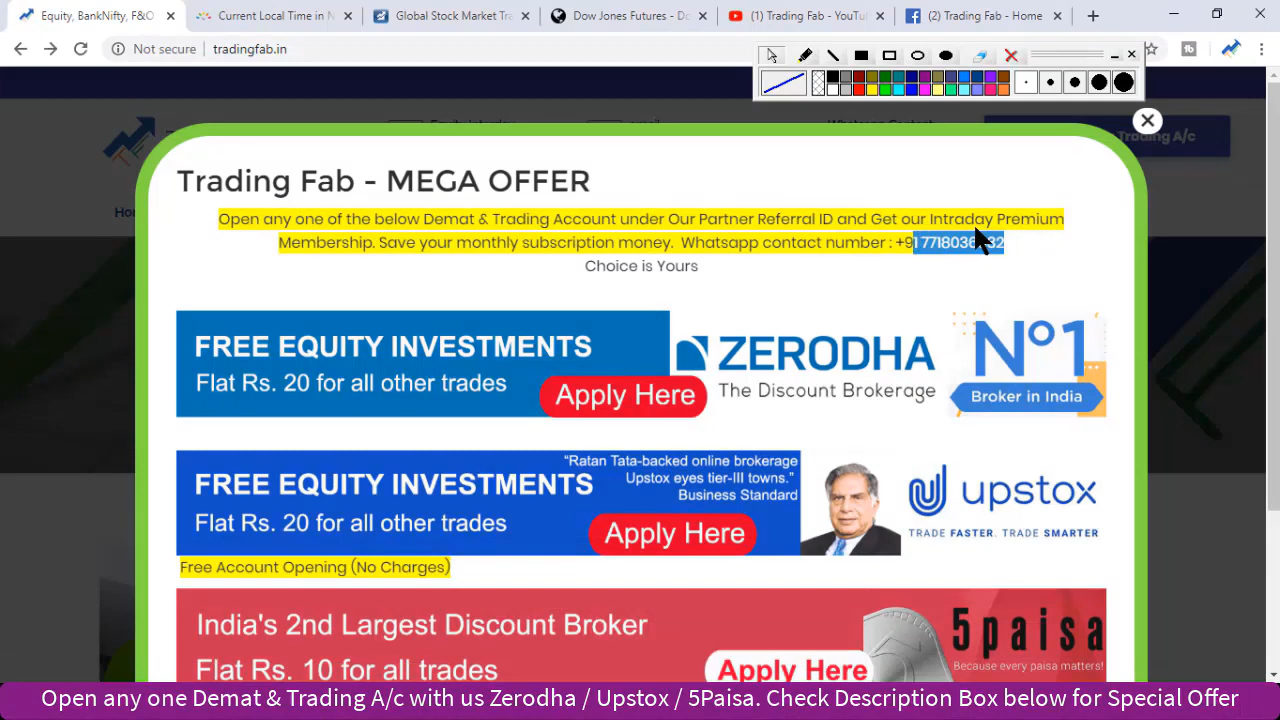 Equity, BankNifty, F&O
Current Local Time in N
Global Stock Market Tr
Dow Jones Futures - Do
(1) Trading Fab - YouTu
(2) Trading Fab - Home
Not secure
tradingfab.in
Trading A/c
Trading Fab - MEGA OFFER
Open any one of the below Demat & Trading Account under Our Partner Referral ID and Get our Intraday Premium
Membership. Save your monthly subscription money. Whatsapp contact number :
Choice is Yours
FREE EQUITY INVESTMENTS
Flat Rs. 20 for all other trades
Apply Here
ZERODHA
The Discount Brokerage
Nº1
Broker in India
FREE EQUITY INVESTMENTS
Flat Rs. 20 for all other trades
"Ratan Tata-backed online brokerage
Upstox eyes tier-III towns."
Business Standard
Apply Here
upstox
TRADE FASTER. TRADE SMARTER
Free Account Opening (No Charges)
India's 2nd Largest Discount Broker
Flat Rs. 10 for all trades
Apply Here
5paisa
Because every paisa matters!
Open any one Demat & Trading A/c with us Zerodha / Upstox / 5Paisa. Check Description Box below for Special Offer